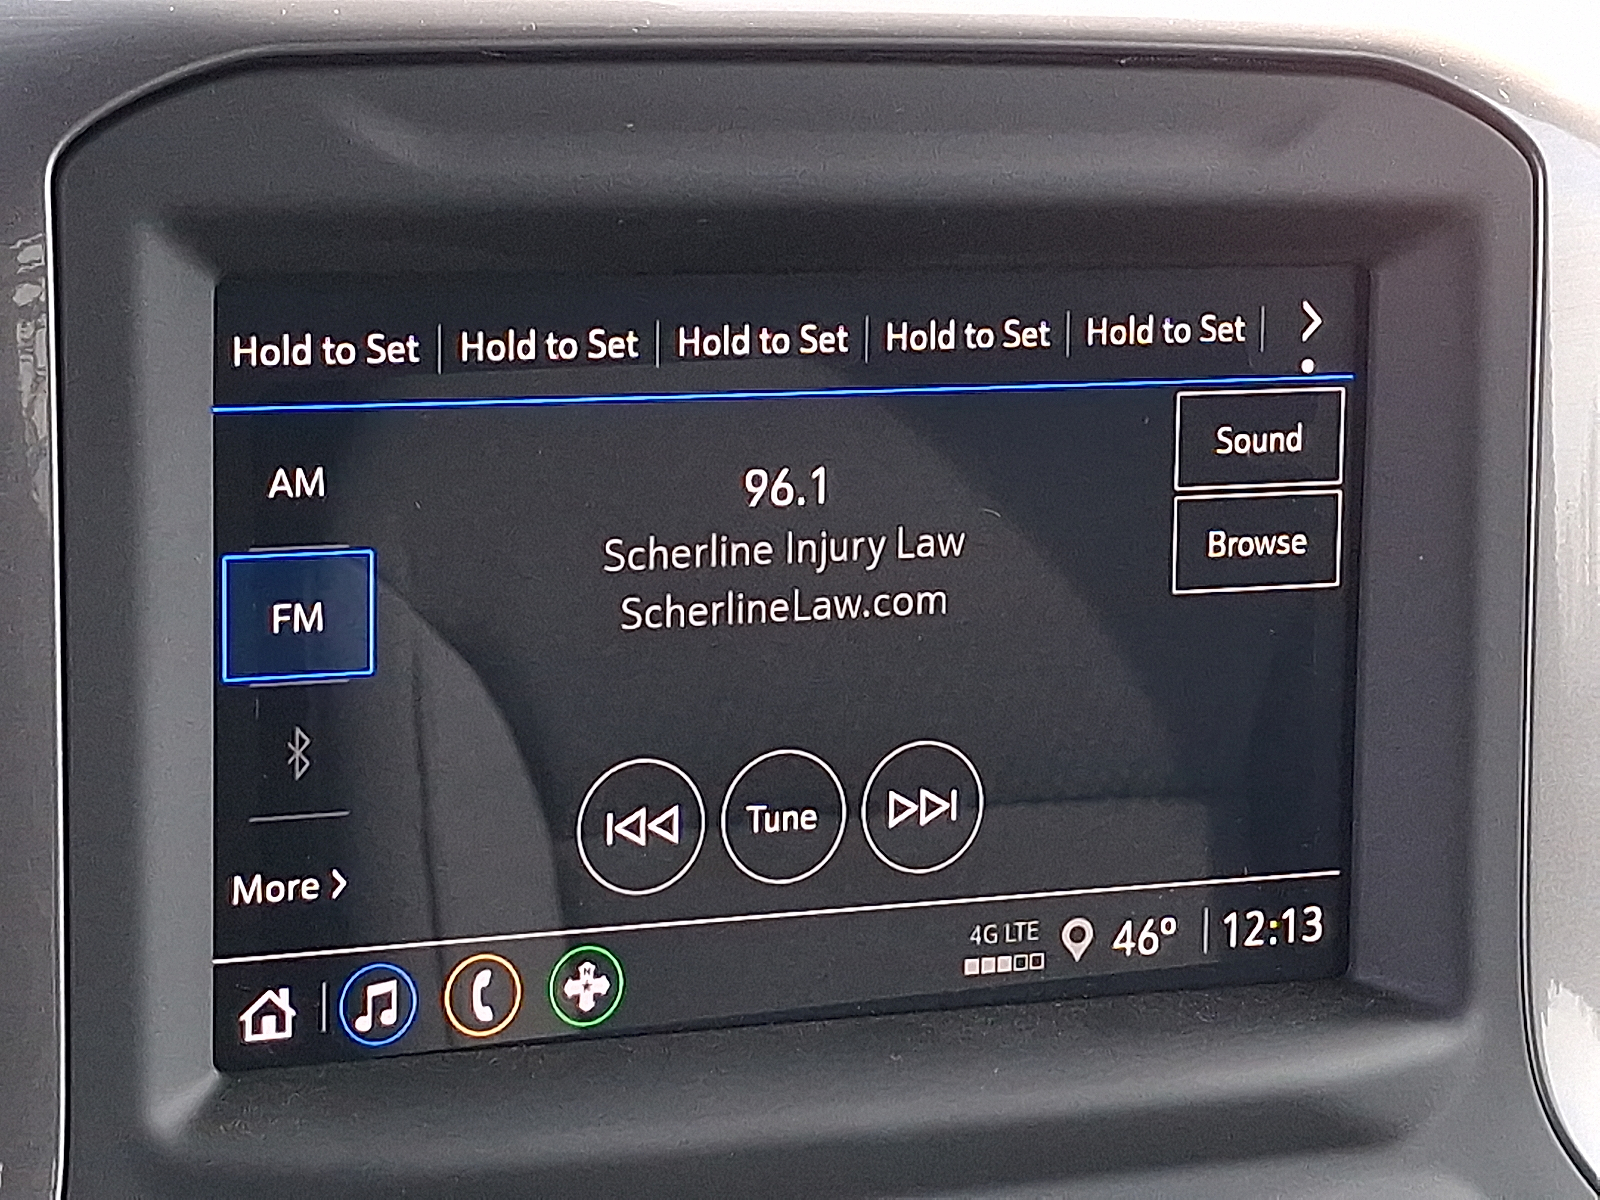 Hold to Set
Hold to Set
Hold to Set
Hold to Set
Hold to Set
Sound
AM
96.1
Scherline Injury Law
ScherlineLaw.com
Browse
FM
Tune
More
4G LTE
46°
12:13
N